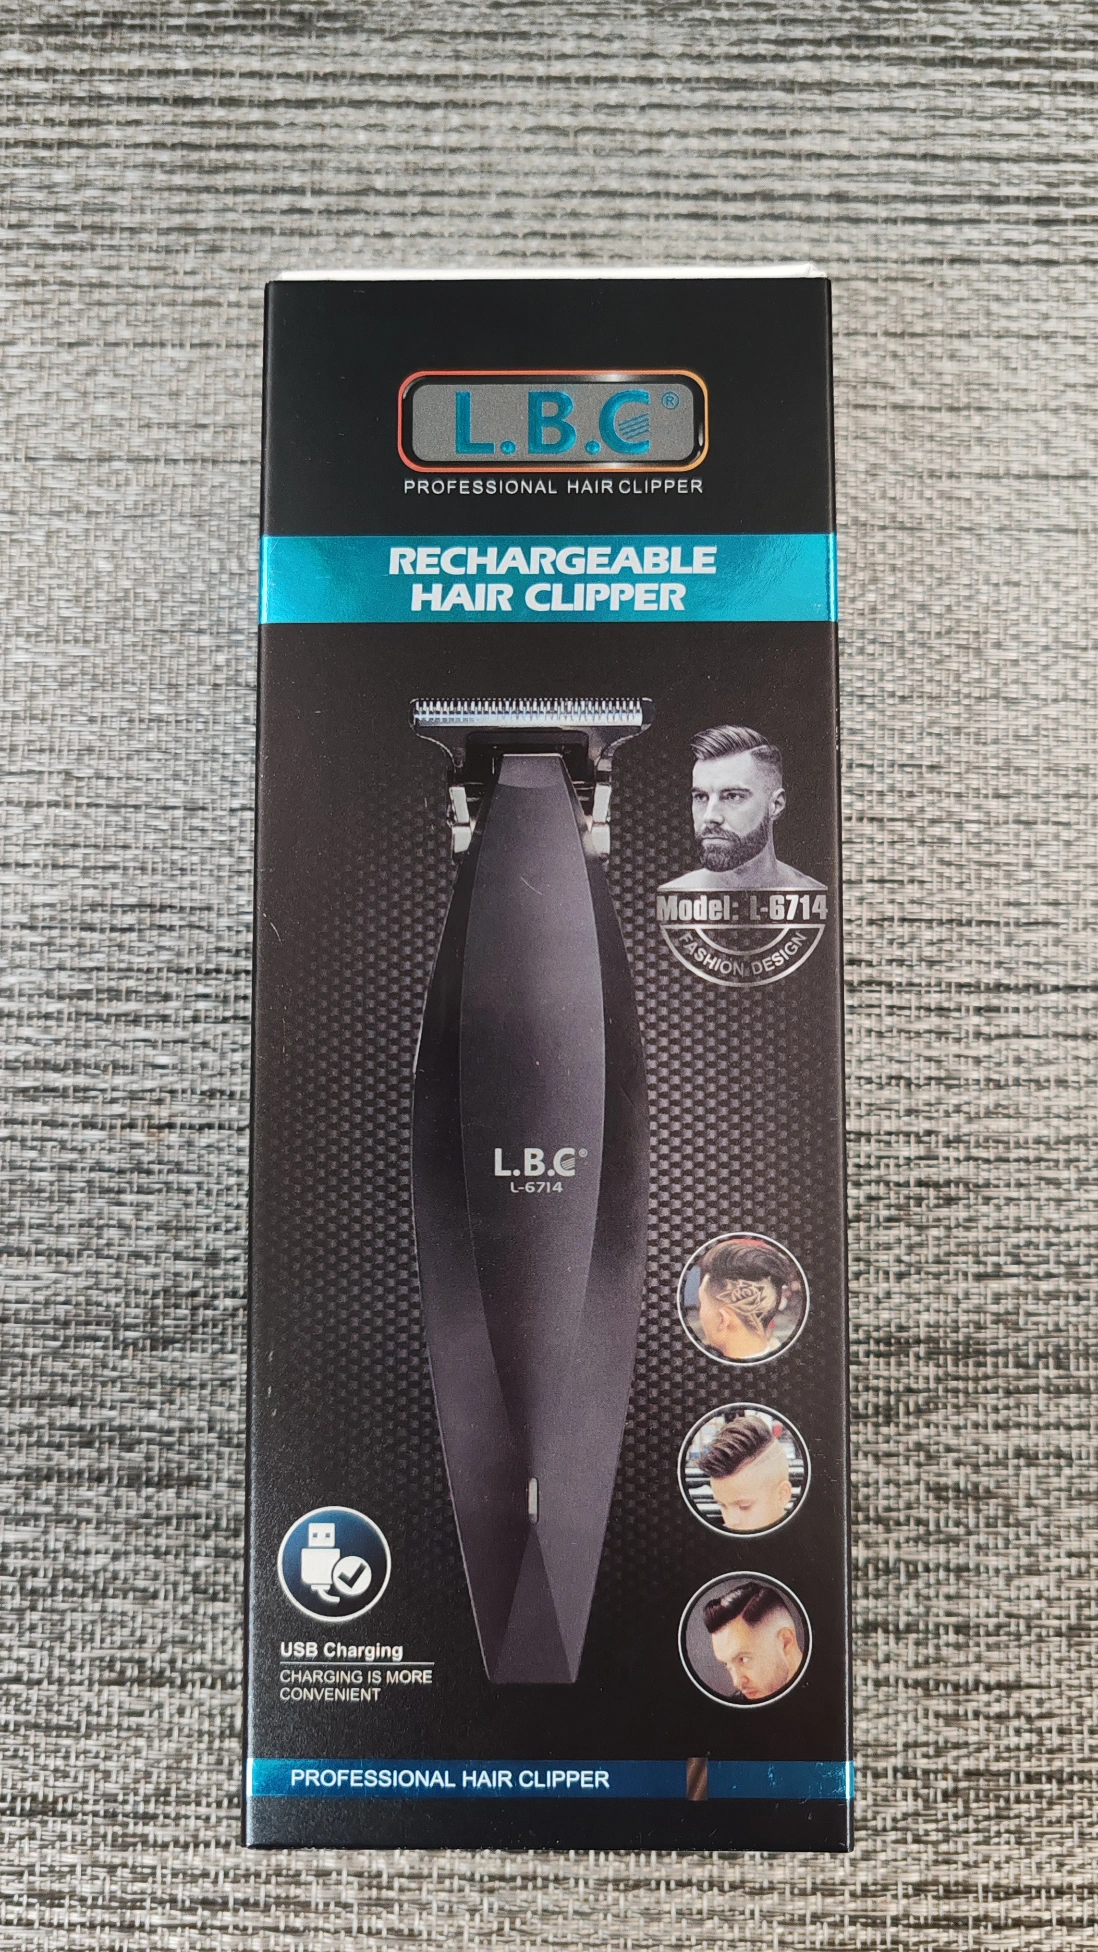 L.B.C®
PROFESSIONAL HAIR CLIPPER
RECHARGEABLE
HAIR CLIPPER
Model: L-6714
FASHION DESIGN
L.B.C®
L-6714
USB Charging
CHARGING IS MORE
CONVENIENT
PROFESSIONAL HAIR CLIPPER